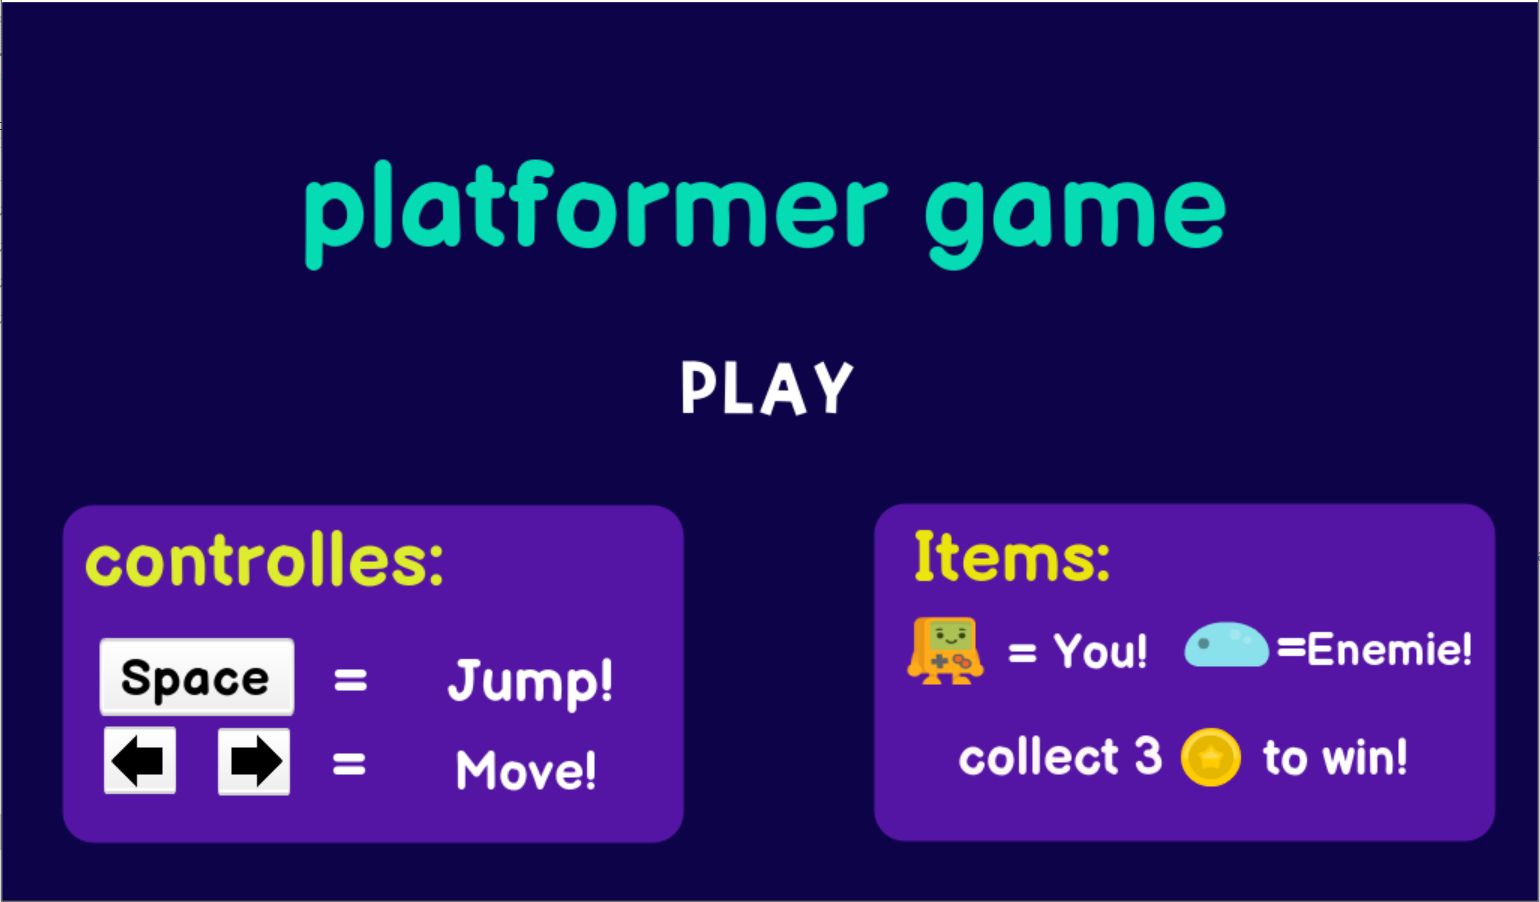 platformer game
PLAY
controlles:
Space = Jump!
= Move!
Items:
= You! =Enemie!
collect 3 to win!